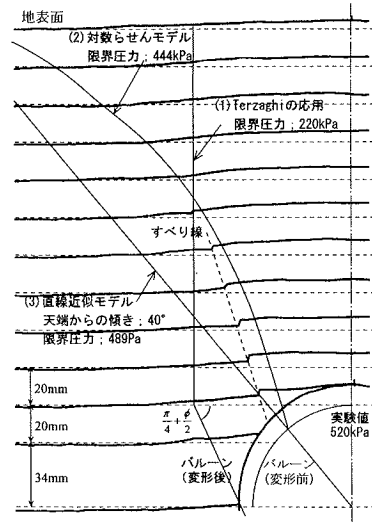 地表面
(2)対数らせんモデル
限界圧力;444kPa
(1)Terzaghiの応用
限界圧力;220kPa
すべり線
(3)直線近似モデル
天端からの傾き;40°
限界圧力;489Pa
20mm
20mm
34mm
π/4+φ/2
バルーン
(変形後)
バルーン
(変形前)
実験値
520kPa